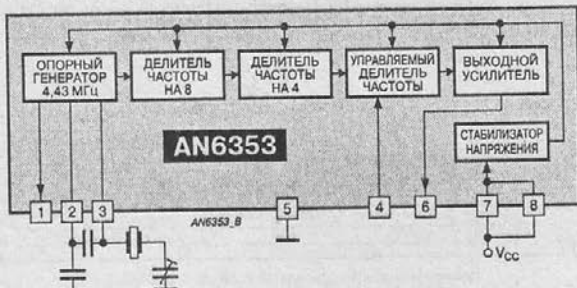 ОПОРНЫЙ
ГЕНЕРАТОР
4,43 МГц
ДЕЛИТЕЛЬ
ЧАСТОТЫ
НА 8
ДЕЛИТЕЛЬ
ЧАСТОТЫ
НА 4
УПРАВЛЯЕМЫЙ
ДЕЛИТЕЛЬ
ЧАСТОТЫ
ВЫХОДНОЙ
УСИЛИТЕЛЬ
AN6353
СТАБИЛИЗАТОР
НАПРЯЖЕНИЯ
1 2 3 5 4 6 7 8
AN6353_B
VCC